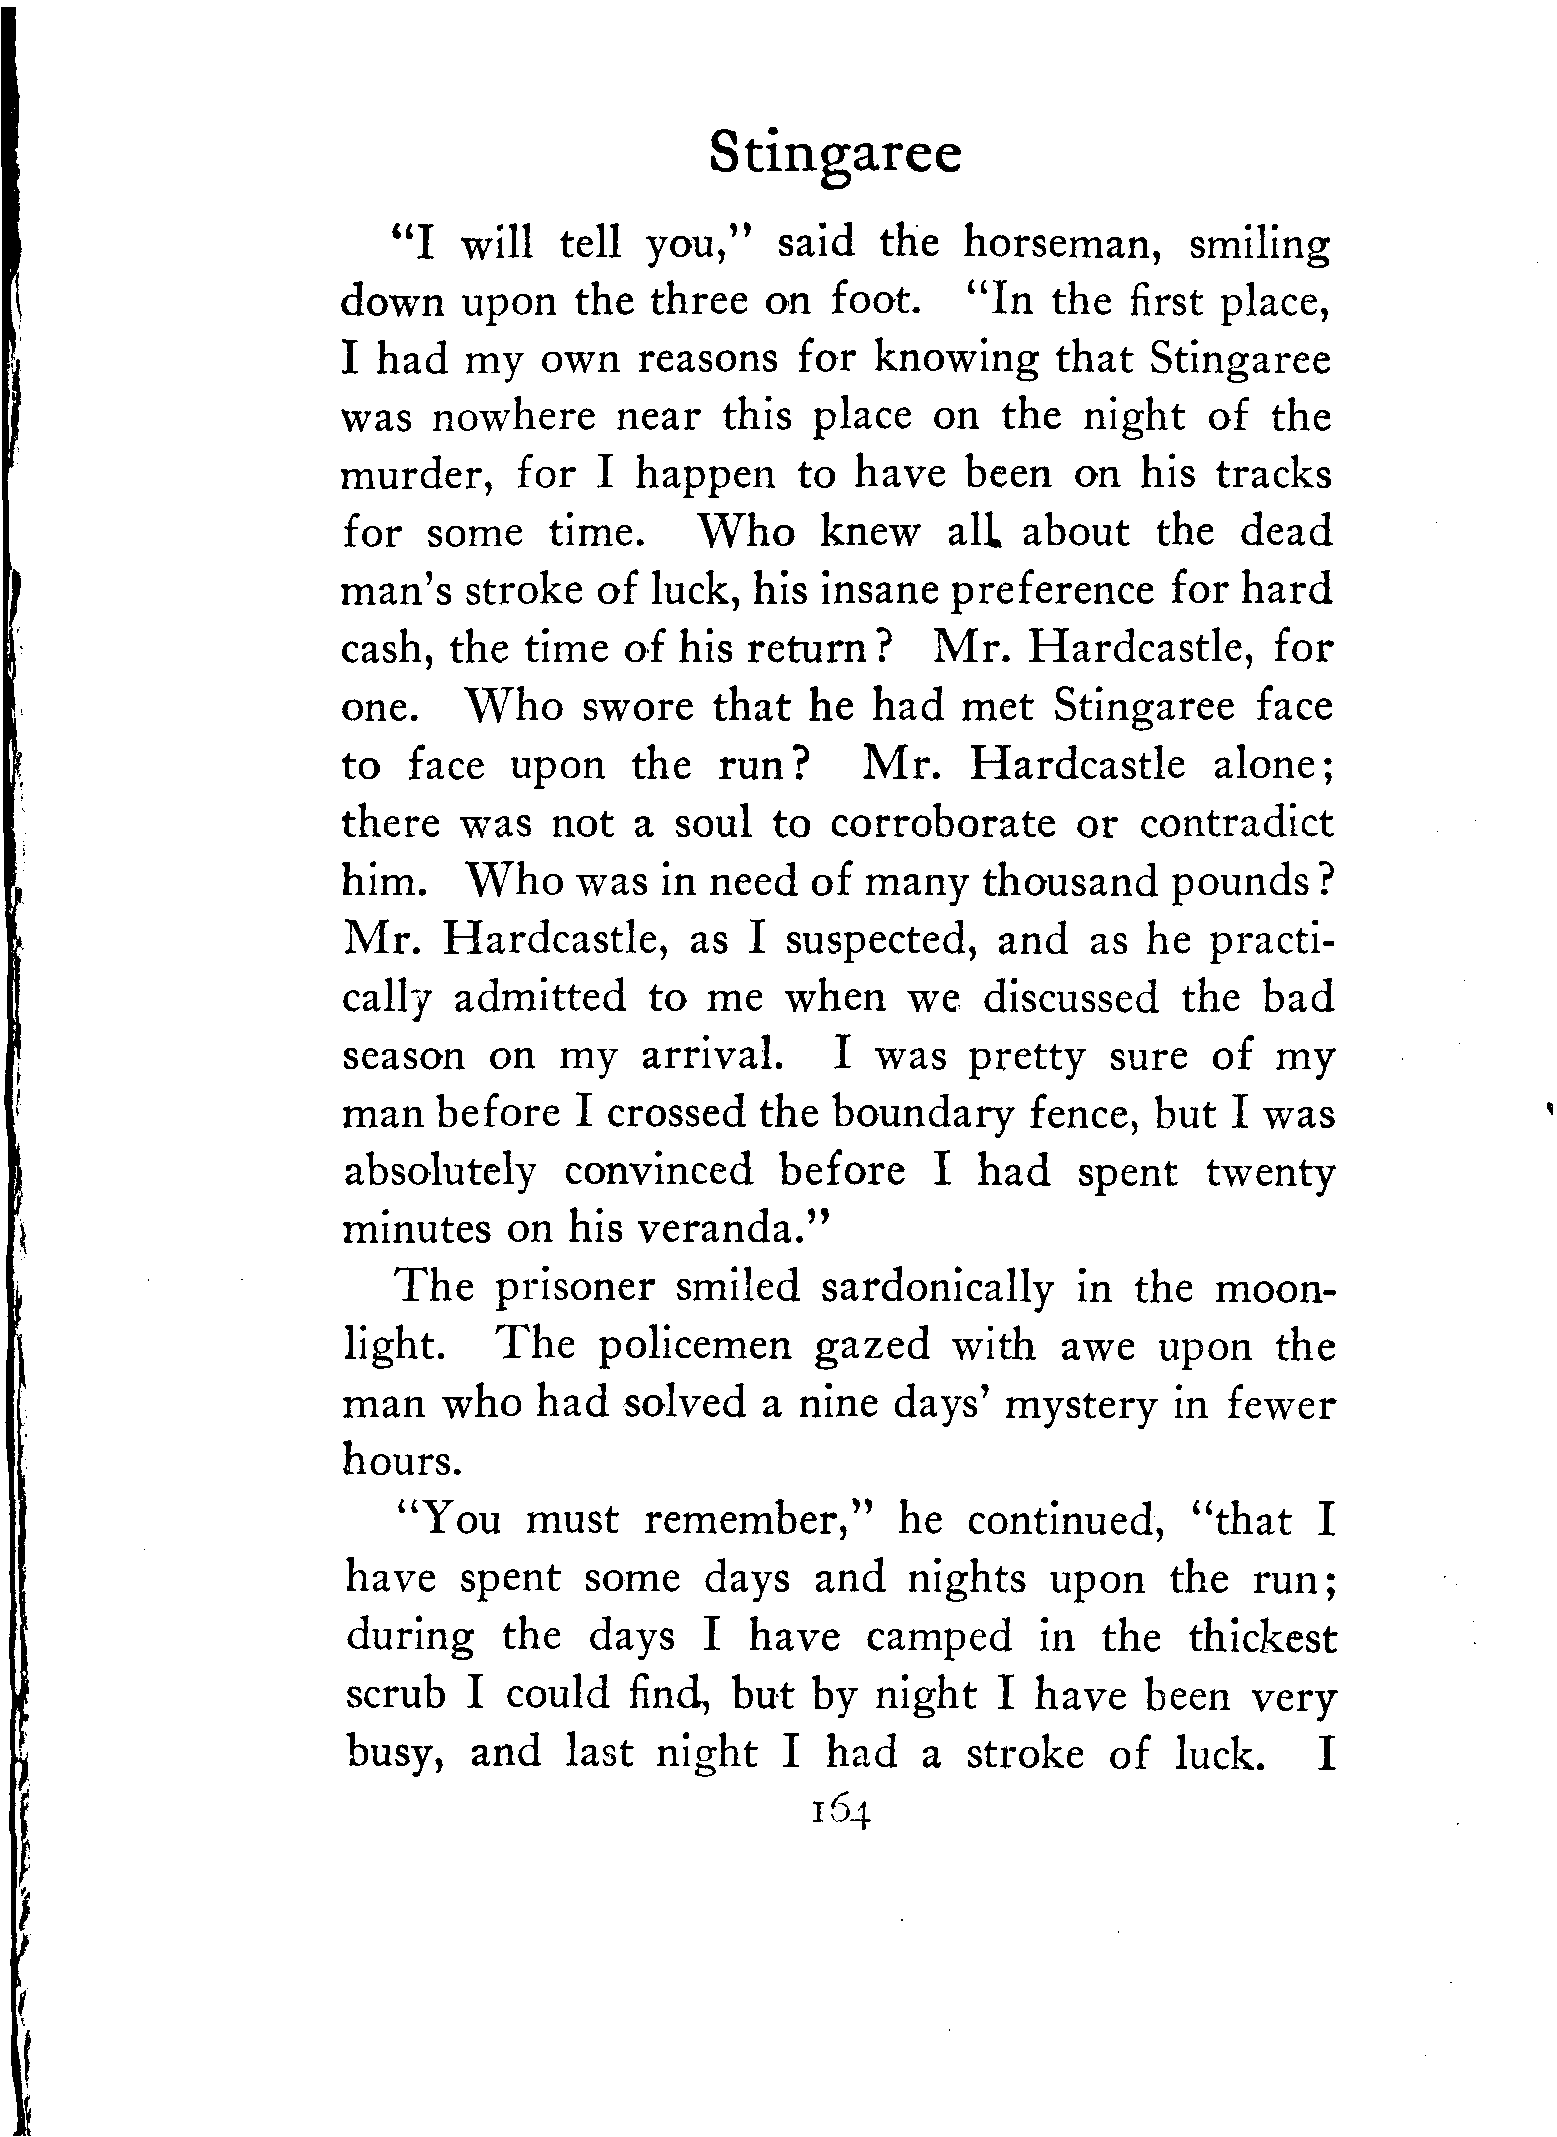 Stingaree
“I will tell you,” said the horseman, smiling
down upon the three on foot. “In the first place,
I had my own reasons for knowing that Stingaree
was nowhere near this place on the night of the
murder, for I happen to have been on his tracks
for some time. Who knew all about the dead
man’s stroke of luck, his insane preference for hard
cash, the time of his return? Mr. Hardcastle, for
one. Who swore that he had met Stingaree face
to face upon the run? Mr. Hardcastle alone;
there was not a soul to corroborate or contradict
him. Who was in need of many thousand pounds?
Mr. Hardcastle, as I suspected, and as he practi-
cally admitted to me when we discussed the bad
season on my arrival. I was pretty sure of my
man before I crossed the boundary fence, but I was
absolutely convinced before I had spent twenty
minutes on his veranda.”
The prisoner smiled sardonically in the moon-
light. The policemen gazed with awe upon the
man who had solved a nine days’ mystery in fewer
hours.
“You must remember,” he continued, “that I
have spent some days and nights upon the run;
during the days I have camped in the thickest
scrub I could find, but by night I have been very
busy, and last night I had a stroke of luck. I
164